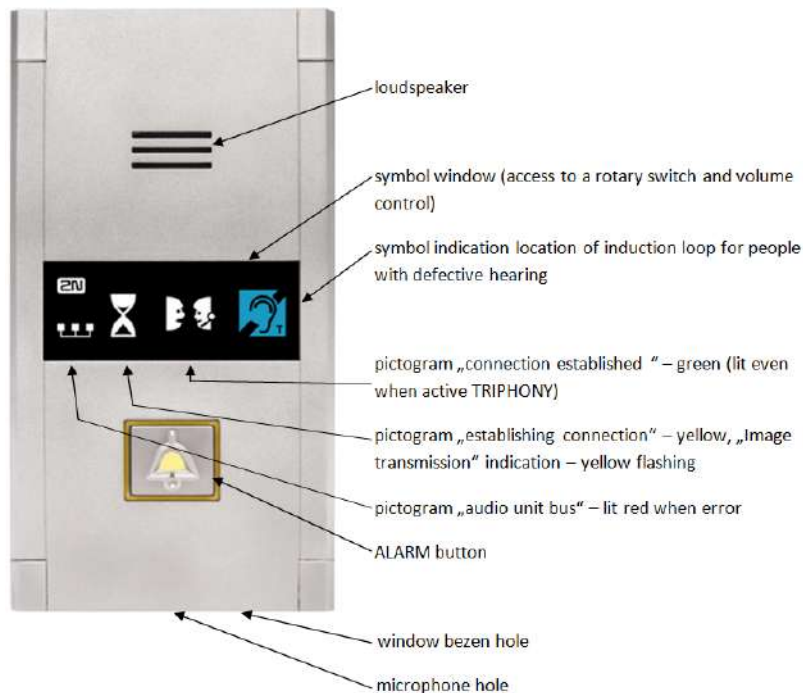 loudspeaker
symbol window (access to a rotary switch and volume
control)
symbol indication location of induction loop for people
with defective hearing
2N
T
pictogram „connection established “ – green (lit even
when active TRIPHONY)
pictogram „establishing connection“ – yellow, „Image
transmission“ indication – yellow flashing
pictogram „audio unit bus“ – lit red when error
ALARM button
window bezen hole
microphone hole